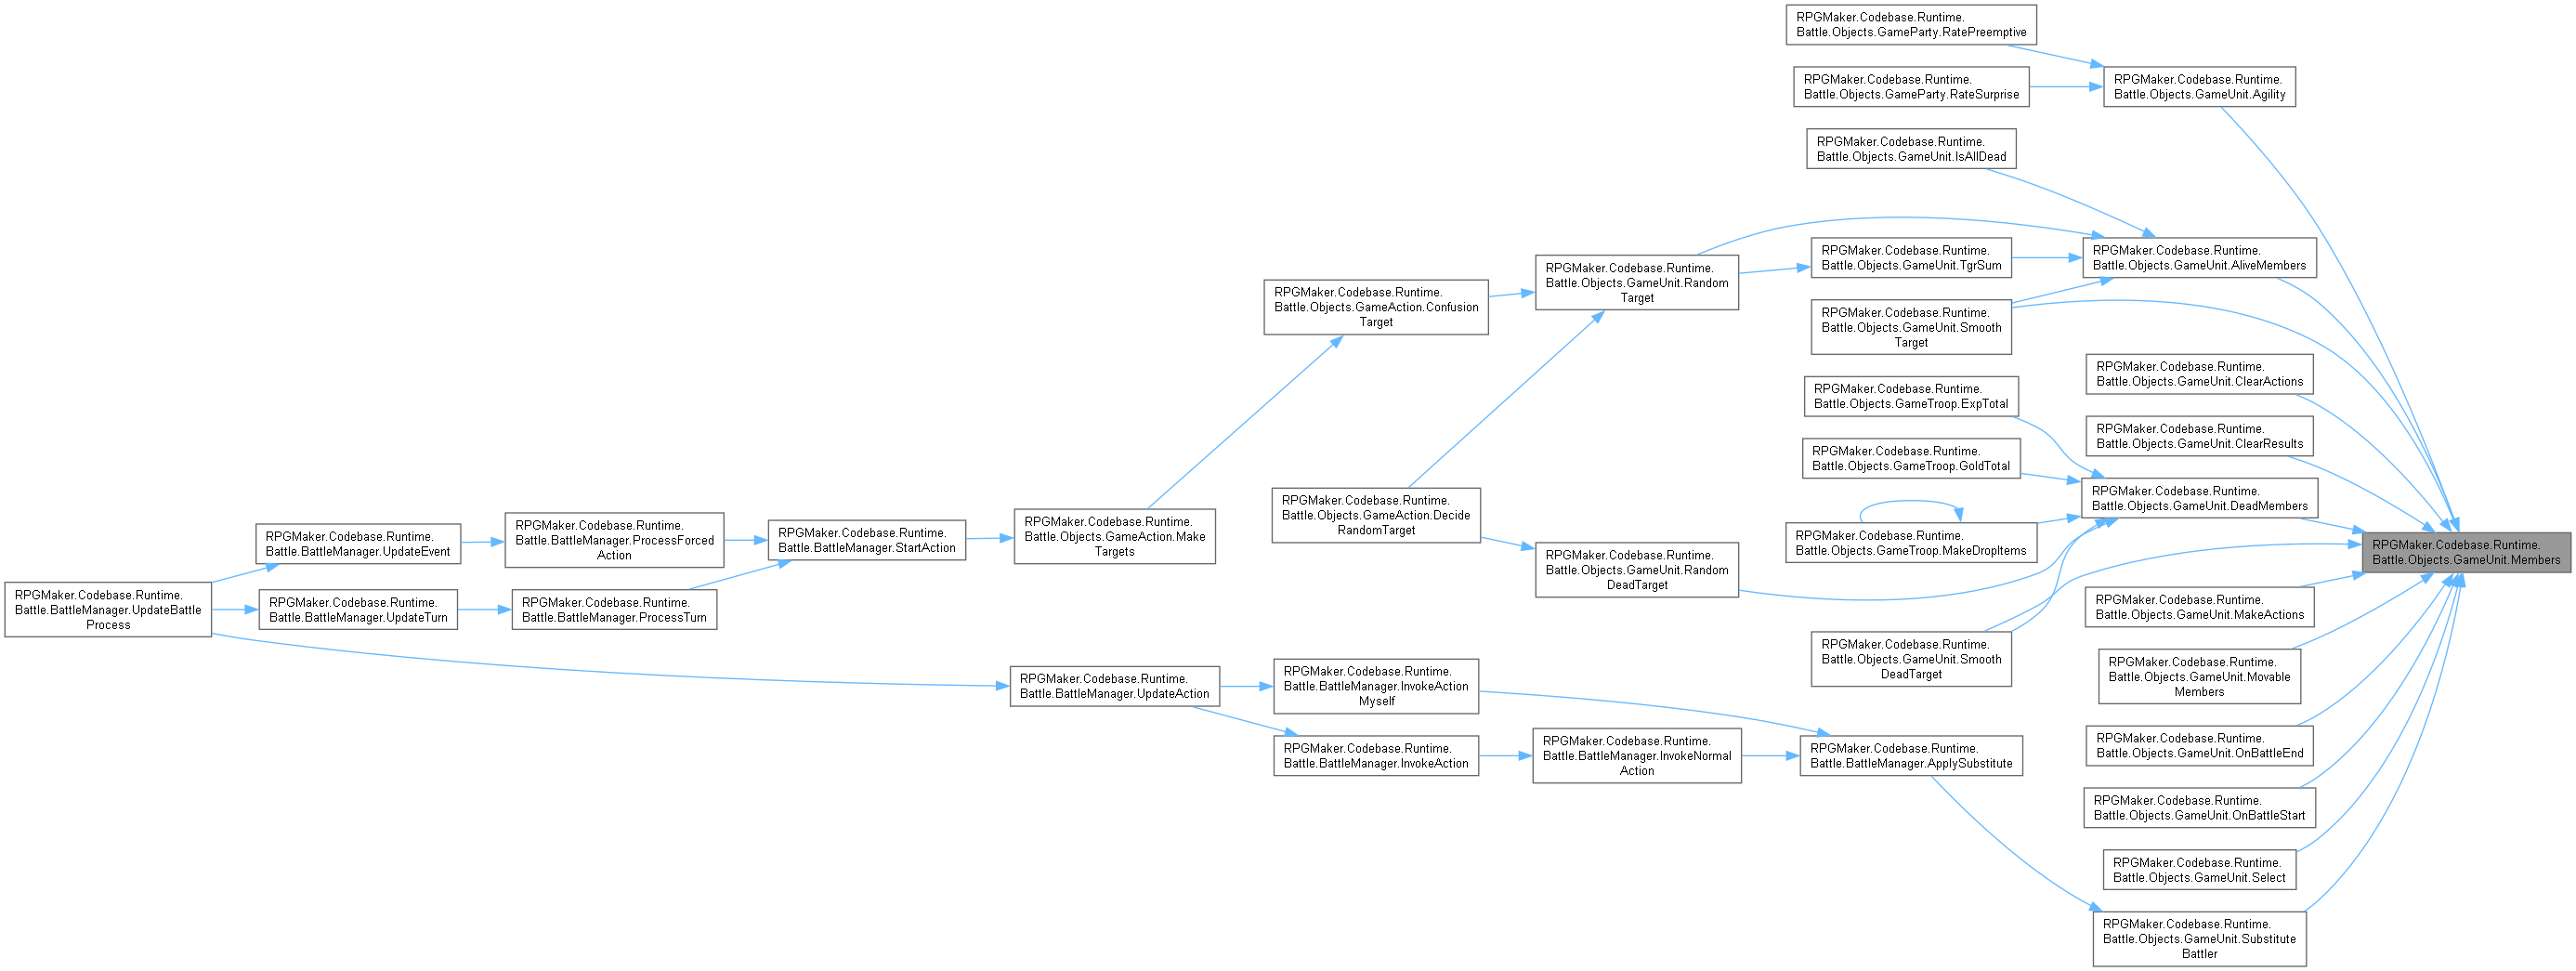 RPGMaker.Codebase.Runtime.
Battle.Objects.GameParty.RatePreemptive
RPGMaker.Codebase.Runtime.
Battle.Objects.GameParty.RateSurprise
RPGMaker.Codebase.Runtime.
Battle.Objects.GameUnit.Agility
RPGMaker.Codebase.Runtime.
Battle.Objects.GameUnit.IsAllDead
RPGMaker.Codebase.Runtime.
Battle.Objects.GameUnit.TgrSum
RPGMaker.Codebase.Runtime.
Battle.Objects.GameUnit.AliveMembers
RPGMaker.Codebase.Runtime.
Battle.Objects.GameUnit.Random
Target
RPGMaker.Codebase.Runtime.
Battle.Objects.GameAction.Confusion
Target
RPGMaker.Codebase.Runtime.
Battle.Objects.GameUnit.Smooth
Target
RPGMaker.Codebase.Runtime.
Battle.Objects.GameUnit.ClearActions
RPGMaker.Codebase.Runtime.
Battle.Objects.GameTroop.ExpTotal
RPGMaker.Codebase.Runtime.
Battle.Objects.GameUnit.ClearResults
RPGMaker.Codebase.Runtime.
Battle.Objects.GameTroop.GoldTotal
RPGMaker.Codebase.Runtime.
Battle.Objects.GameUnit.DeadMembers
RPGMaker.Codebase.Runtime.
Battle.Objects.GameAction.Decide
RandomTarget
RPGMaker.Codebase.Runtime.
Battle.Objects.GameTroop.MakeDropItems
RPGMaker.Codebase.Runtime.
Battle.Objects.GameAction.Make
Targets
RPGMaker.Codebase.Runtime.
Battle.BattleManager.StartAction
RPGMaker.Codebase.Runtime.
Battle.BattleManager.ProcessForced
Action
RPGMaker.Codebase.Runtime.
Battle.BattleManager.UpdateEvent
RPGMaker.Codebase.Runtime.
Battle.Objects.GameUnit.Members
RPGMaker.Codebase.Runtime.
Battle.Objects.GameUnit.Random
DeadTarget
RPGMaker.Codebase.Runtime.
Battle.BattleManager.UpdateBattle
Process
RPGMaker.Codebase.Runtime.
Battle.BattleManager.UpdateTurn
RPGMaker.Codebase.Runtime.
Battle.BattleManager.ProcessTurn
RPGMaker.Codebase.Runtime.
Battle.Objects.GameUnit.MakeActions
RPGMaker.Codebase.Runtime.
Battle.Objects.GameUnit.Smooth
DeadTarget
RPGMaker.Codebase.Runtime.
Battle.Objects.GameUnit.Movable
Members
RPGMaker.Codebase.Runtime.
Battle.BattleManager.UpdateAction
RPGMaker.Codebase.Runtime.
Battle.BattleManager.InvokeAction
Myself
RPGMaker.Codebase.Runtime.
Battle.BattleManager.InvokeAction
RPGMaker.Codebase.Runtime.
Battle.BattleManager.InvokeNormal
Action
RPGMaker.Codebase.Runtime.
Battle.BattleManager.ApplySubstitute
RPGMaker.Codebase.Runtime.
Battle.Objects.GameUnit.OnBattleEnd
RPGMaker.Codebase.Runtime.
Battle.Objects.GameUnit.OnBattleStart
RPGMaker.Codebase.Runtime.
Battle.Objects.GameUnit.Select
RPGMaker.Codebase.Runtime.
Battle.Objects.GameUnit.Substitute
Battler